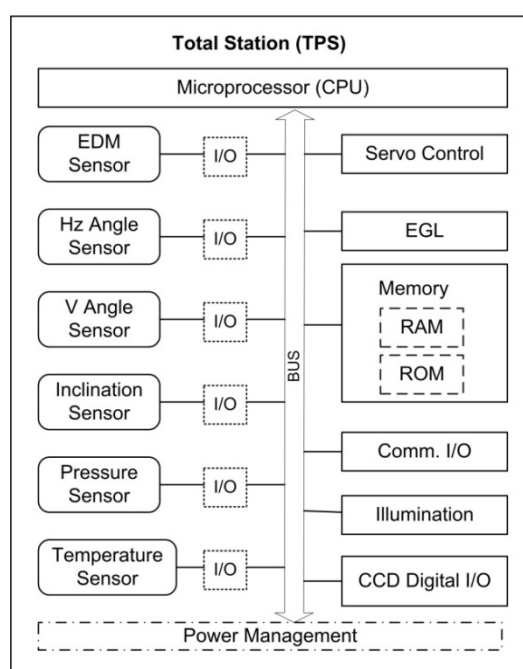 Total Station (TPS)
Microprocessor (CPU)
EDM
Sensor
I/O
Servo Control
Hz Angle
Sensor
I/O
EGL
V Angle
Sensor
I/O
Memory
RAM
ROM
BUS
Inclination
Sensor
I/O
Comm. I/O
Pressure
Sensor
I/O
Illumination
Temperature
Sensor
I/O
CCD Digital I/O
Power Management